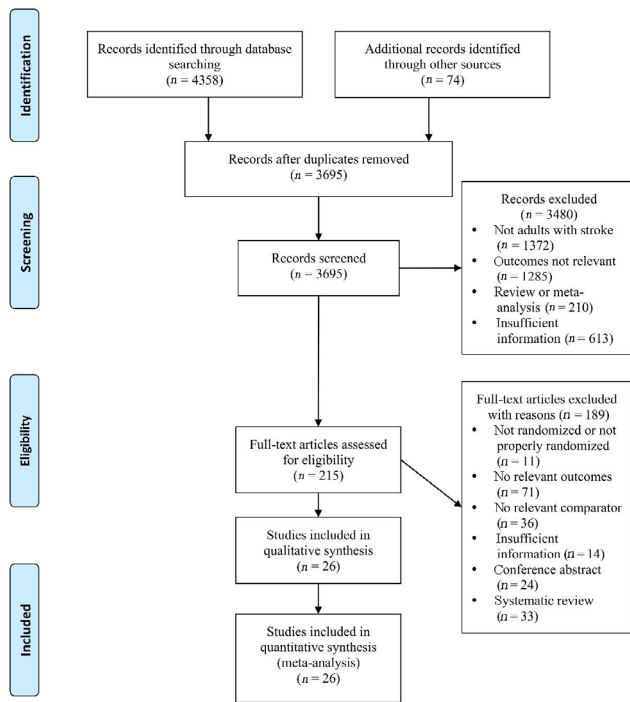 Identification
Records identified through database
searching
(n = 4358)
Additional records identified
through other sources
(n = 74)
Records after duplicates removed
(n = 3695)
Screening
Records screened
(n = 3695)
Records excluded
(n = 3480)
• Not adults with stroke
n = 1372)
• Outcomes not relevant
n = 1285)
• Review or meta-
analysis (n = 210)
• Insufficient
information (n = 613)
Eligibility
Full-text articles assessed
for eligibility
(n = 215)
Full-text articles excluded
with reasons (n = 189)
• Not randomized or not
properly randomized
(n = 11)
• No relevant outcomes
(n = 71)
• No relevant comparator
(n = 36)
• Insufficient
information (n = 14)
• Conference abstract
(n = 24)
• Systematic review
(n = 33)
Studies included in
qualitative synthesis
(n = 26)
Included
Studies included in
quantitative synthesis
(meta-analysis)
(n = 26)